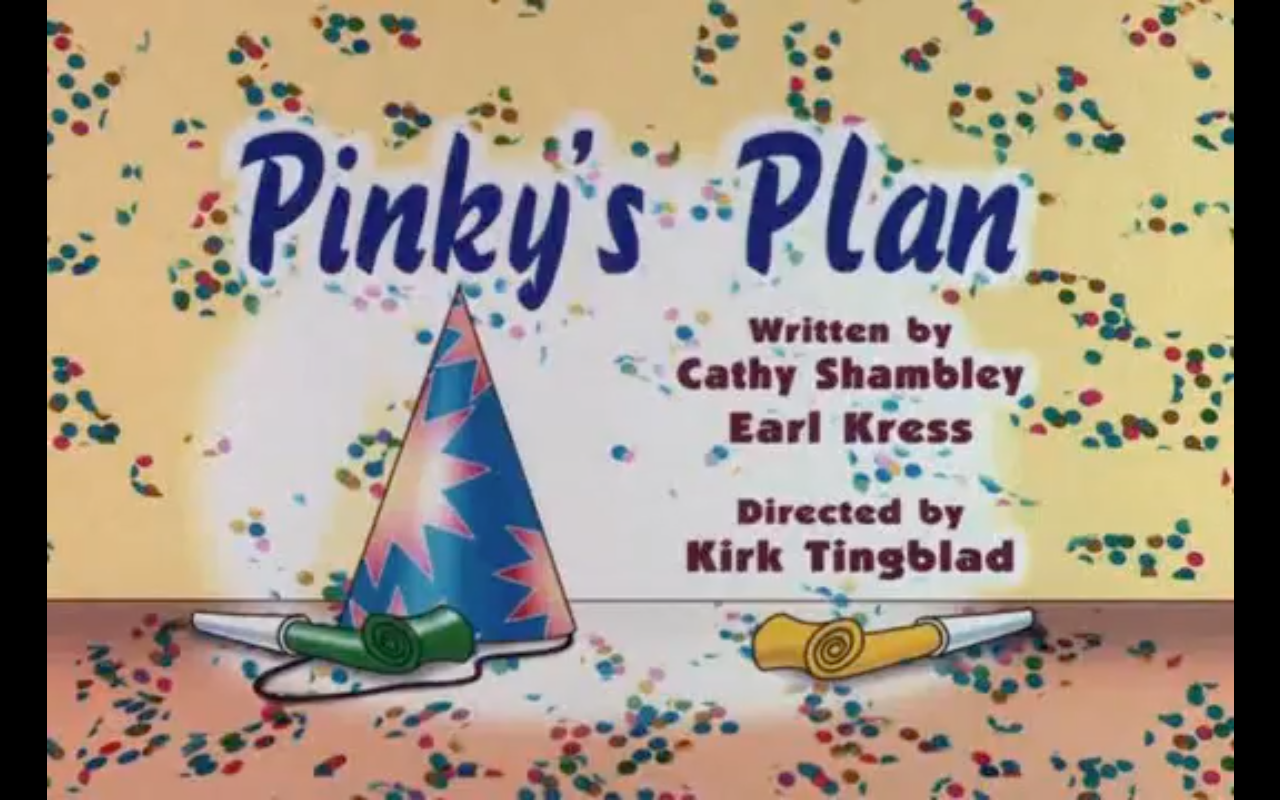 Pinky's Plan
Written by
Cathy Shambley
Earl Kress
Directed by
Kirk Tingblad